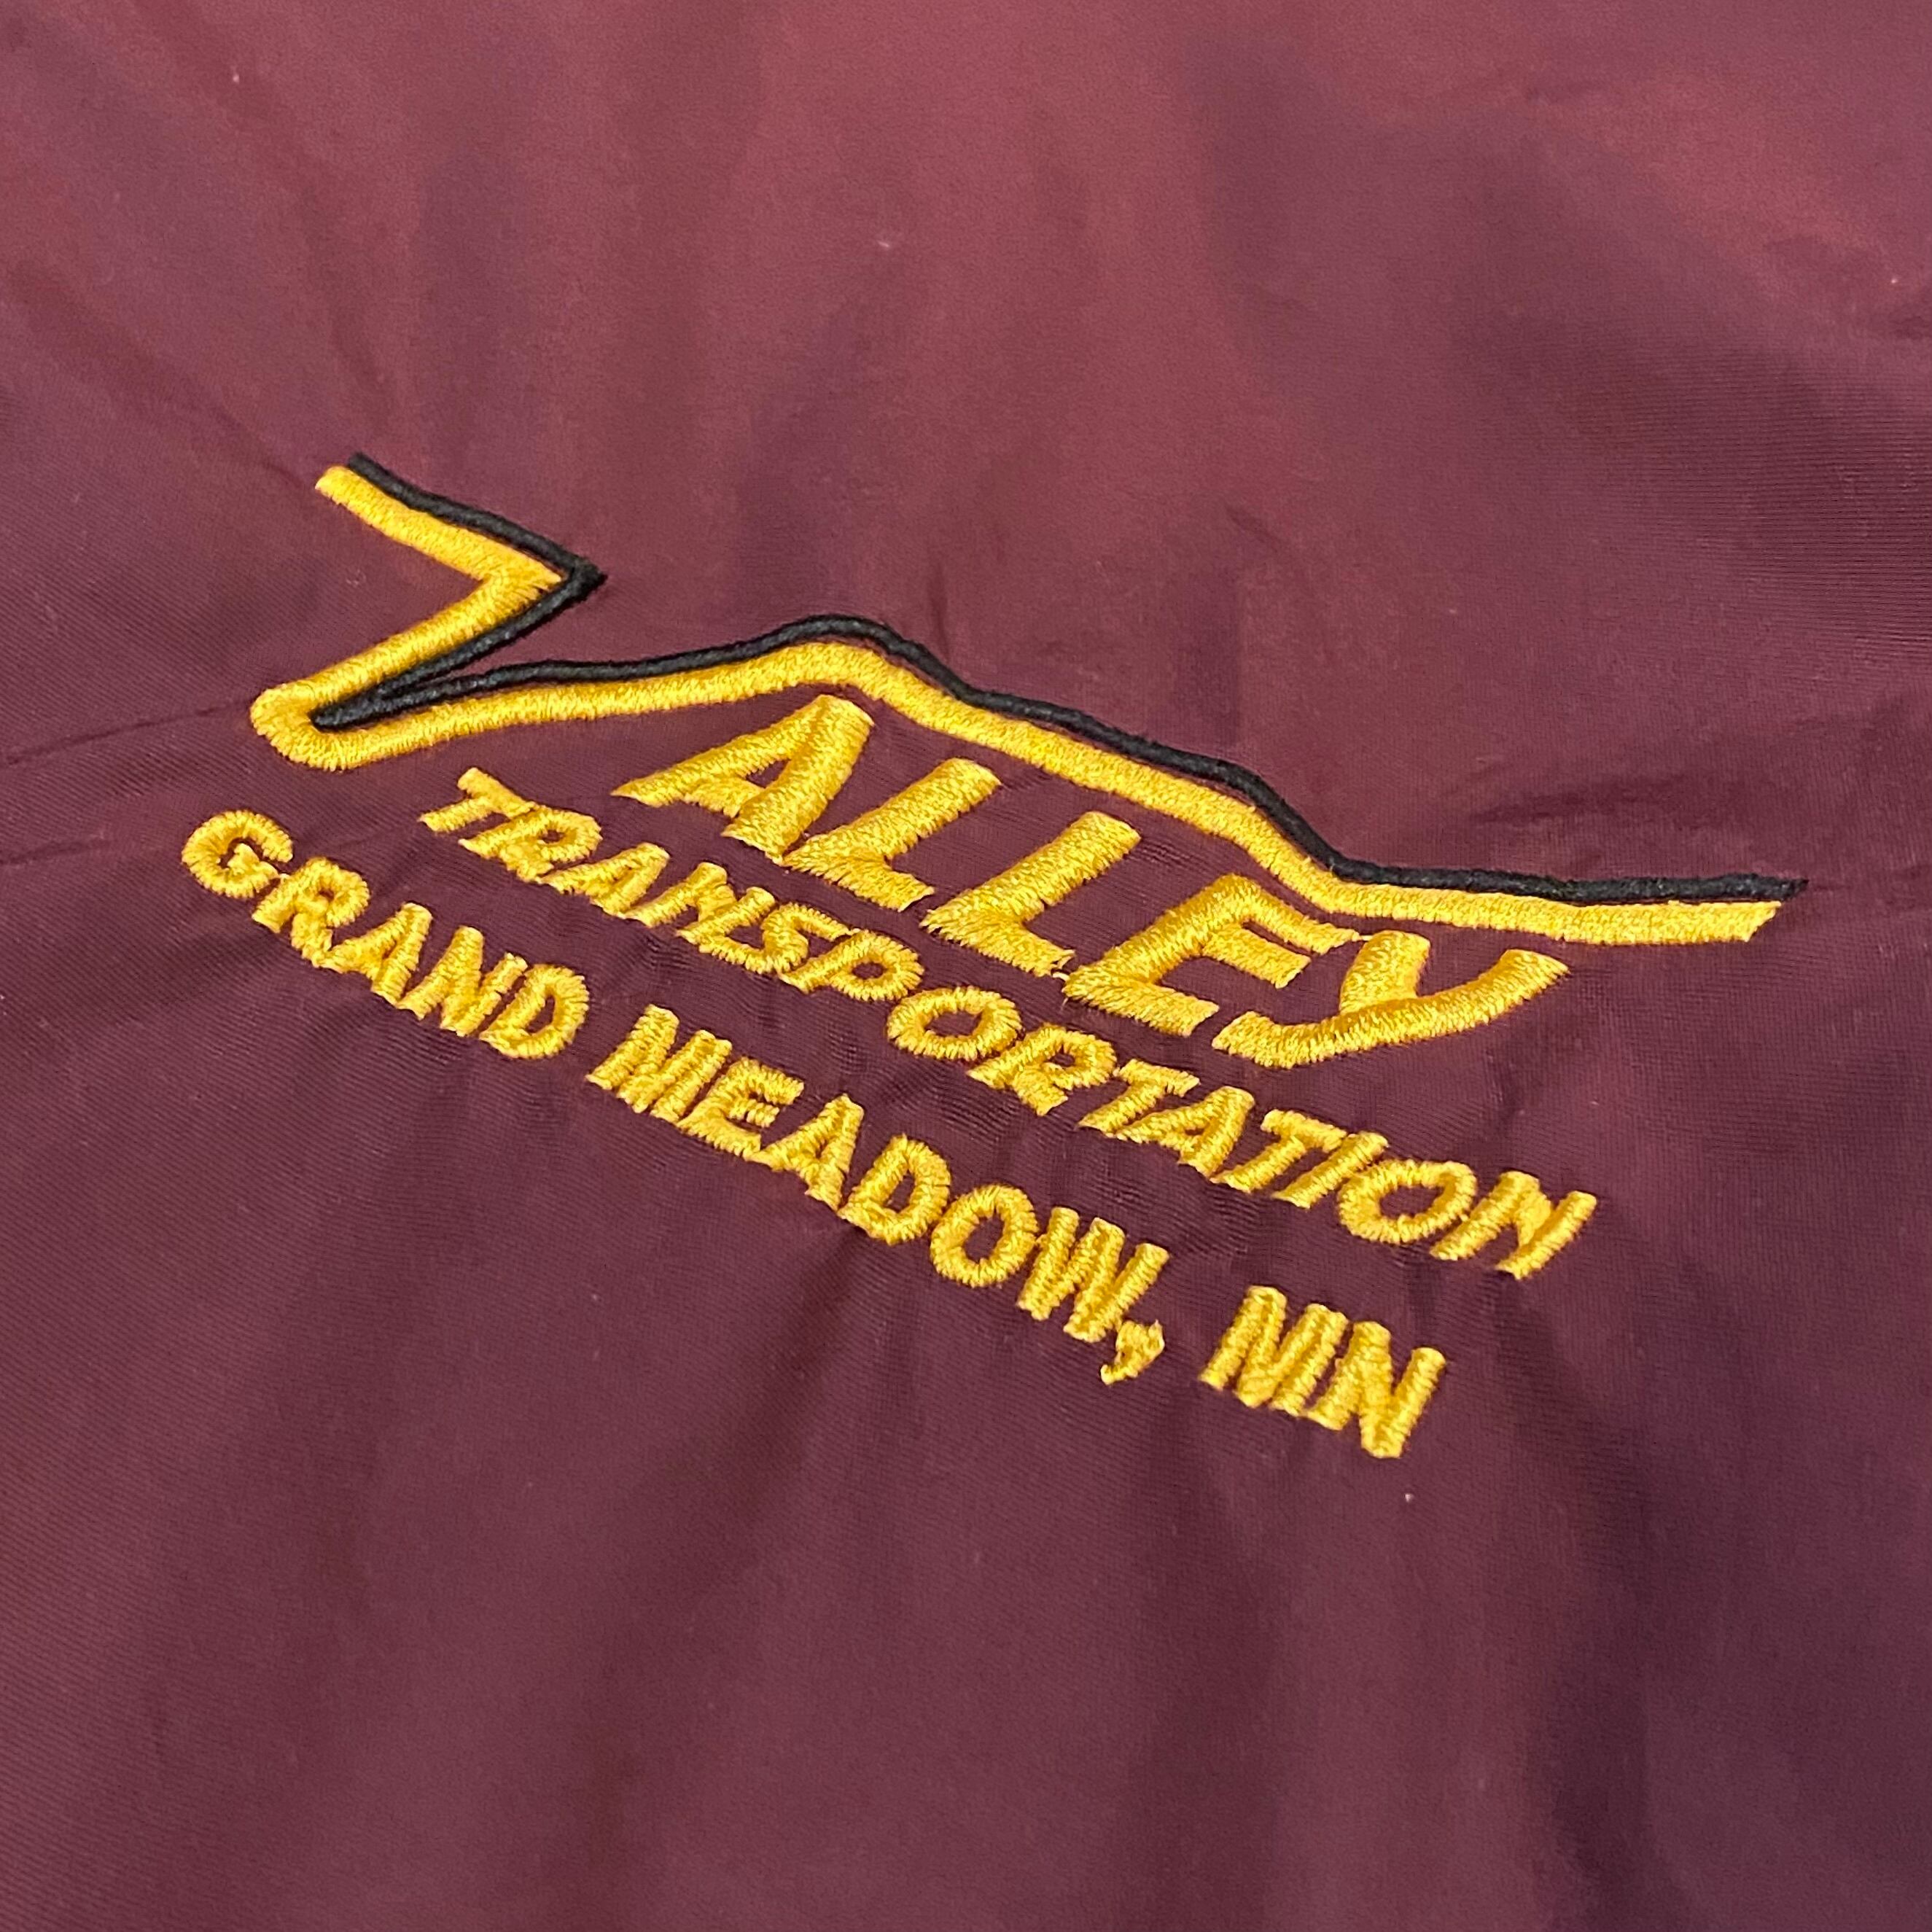 VALLEY
TRANSPORTATION
GRAND MEADOW, MN